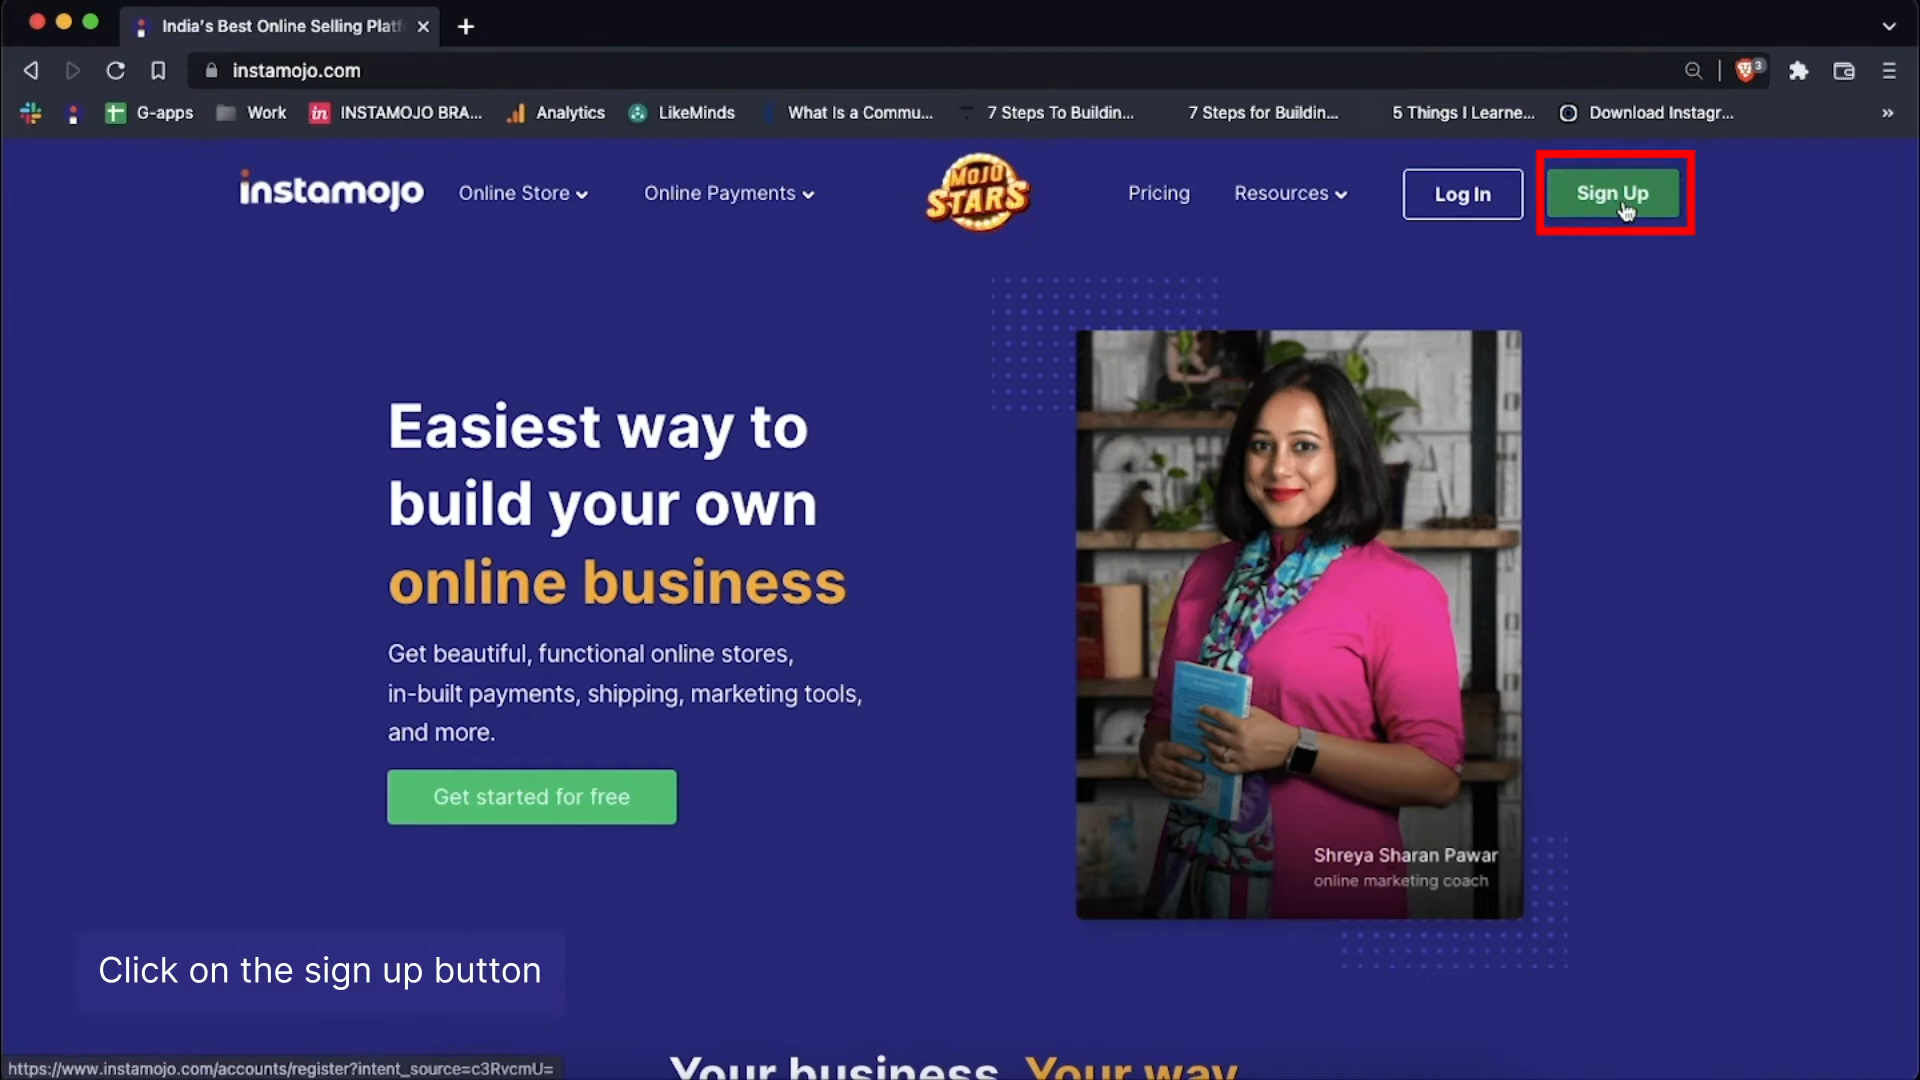 India's Best Online Selling Platf
instamojo.com
3
G-apps
Work
in
INSTAMOJO BRA...
Analytics
LikeMinds
What Is a Commu...
7 Steps To Buildin...
7 Steps for Buildin...
5 Things I Learne...
Download Instagr...
instamojo
Online Store
Online Payments
MOJO
STARS
Pricing
Resources
Log In
Sign Up
Easiest way to
build your own
online business
Get beautiful, functional online stores,
in-built payments, shipping, marketing tools,
and more.
Get started for free
Shreya Sharan Pawar
online marketing coach
Click on the sign up button
https://www.instamojo.com/accounts/register?intent_source=c3RvcmU=
Your business. Your way